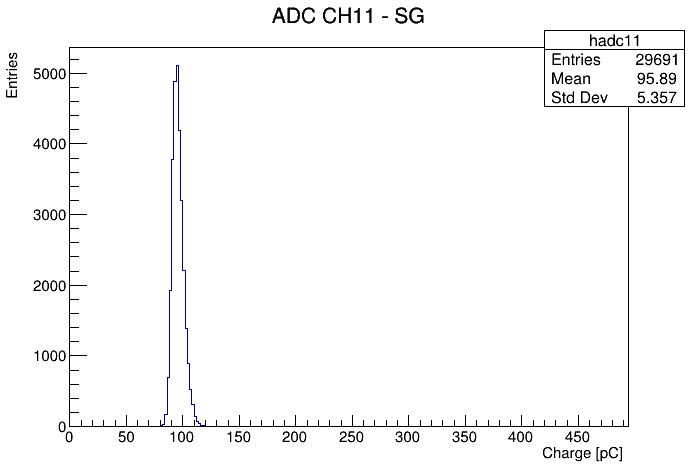 ADC CH11 - SG
hadc11
Entries 29691
Mean 95.89
Std Dev 5.357
Entries
5000
4000
3000
2000
1000
0
0 50 100 150 200 250 300 350 400 450
Charge [pC]